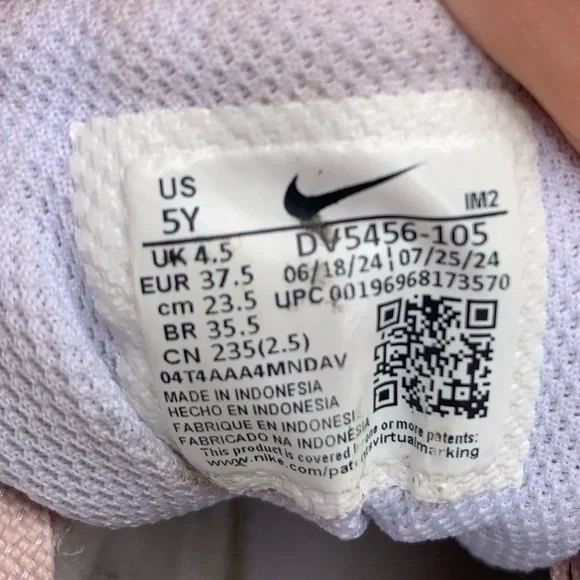 US
5Y
IM2
UK 4.5
DV5456-105
EUR 37.5
06/18/24 | 07/25/24
cm 23.5
UPC 00196968173570
BR 35.5
CN 235(2.5)
04T4AAA4MNDAV
MADE IN INDONESIA
HECHO EN INDONESIA
FABRIQUE EN INDONESIE
FABRICADO NA INDONÉSIA
This product is covered by one or more patents:
www.nike.com/patentsvirtualmarking